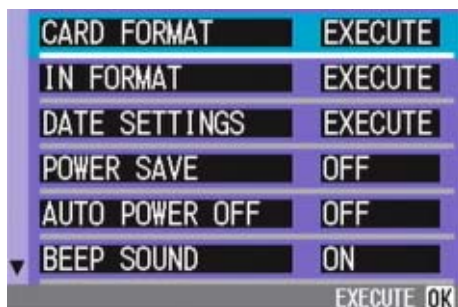 CARD FORMAT EXECUTE
IN FORMAT EXECUTE
DATE SETTINGS EXECUTE
POWER SAVE OFF
AUTO POWER OFF OFF
BEEP SOUND ON
EXECUTE OK